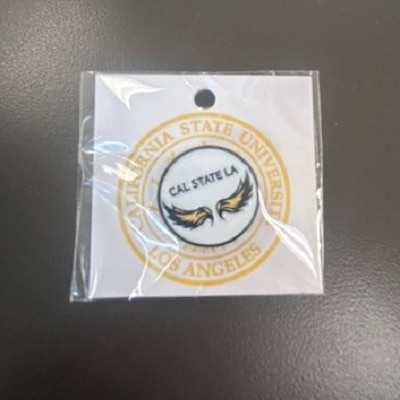 CALIFORNIA STATE UNIVERSITY
CAL STATE LA
LOS ANGELES